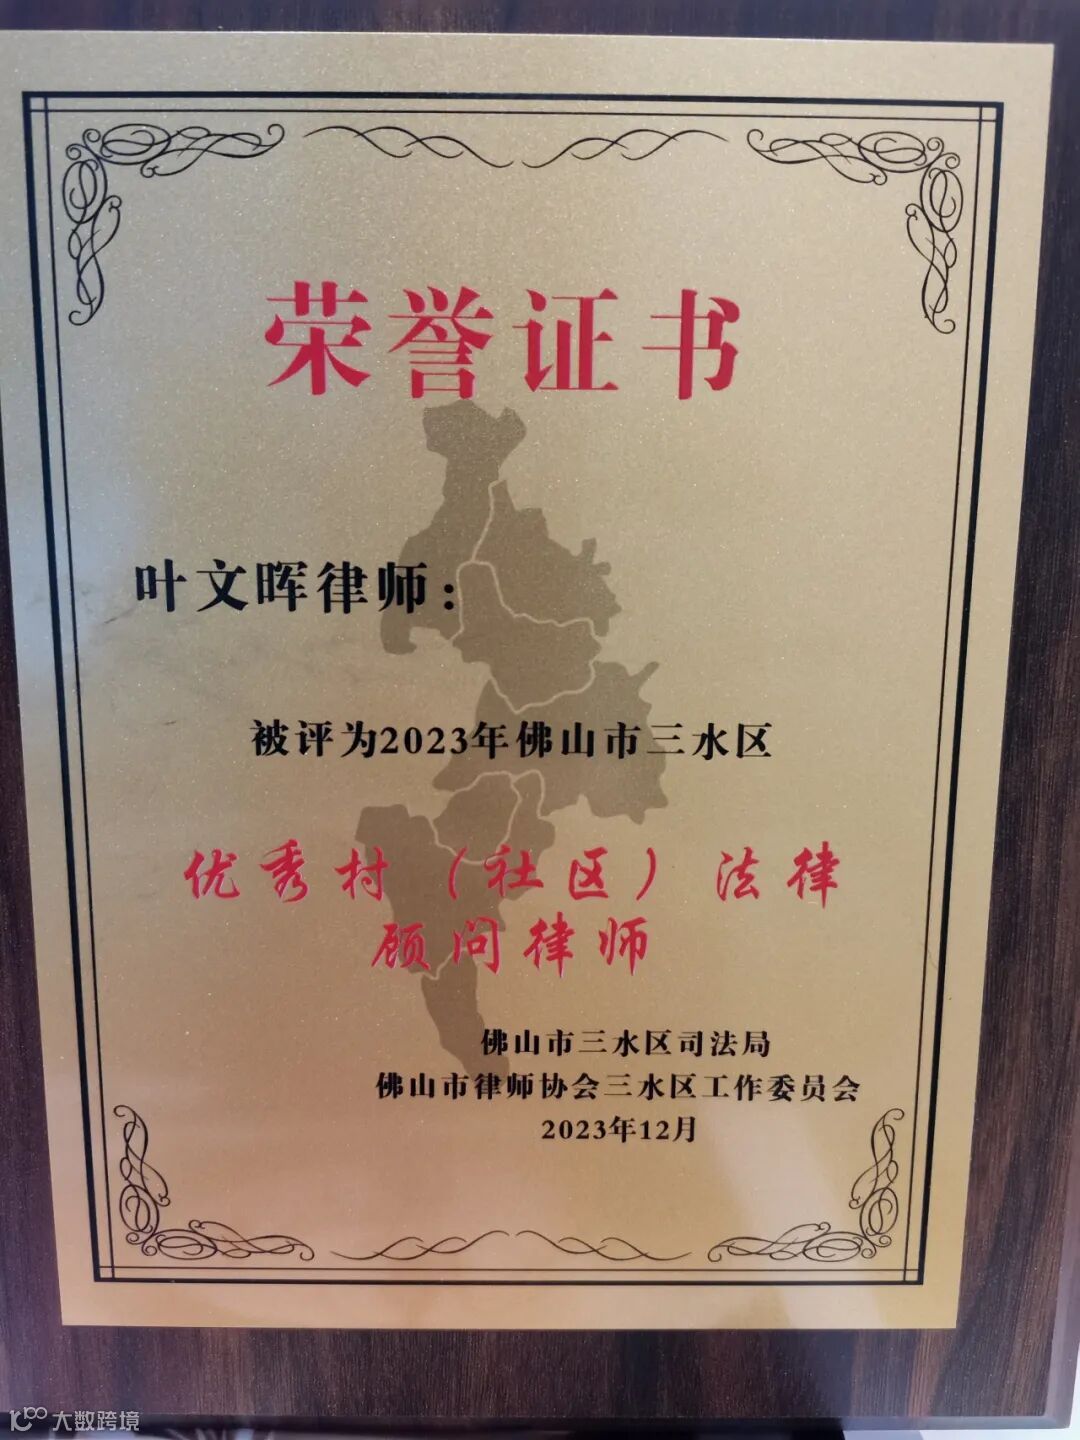 荣誉证书
叶文晖律师：
被评为2023年佛山市三水区
优秀村（社区）法律
顾问律师
佛山市三水区司法局
佛山市律师协会三水区工作委员会
2023年12月
大数跨境